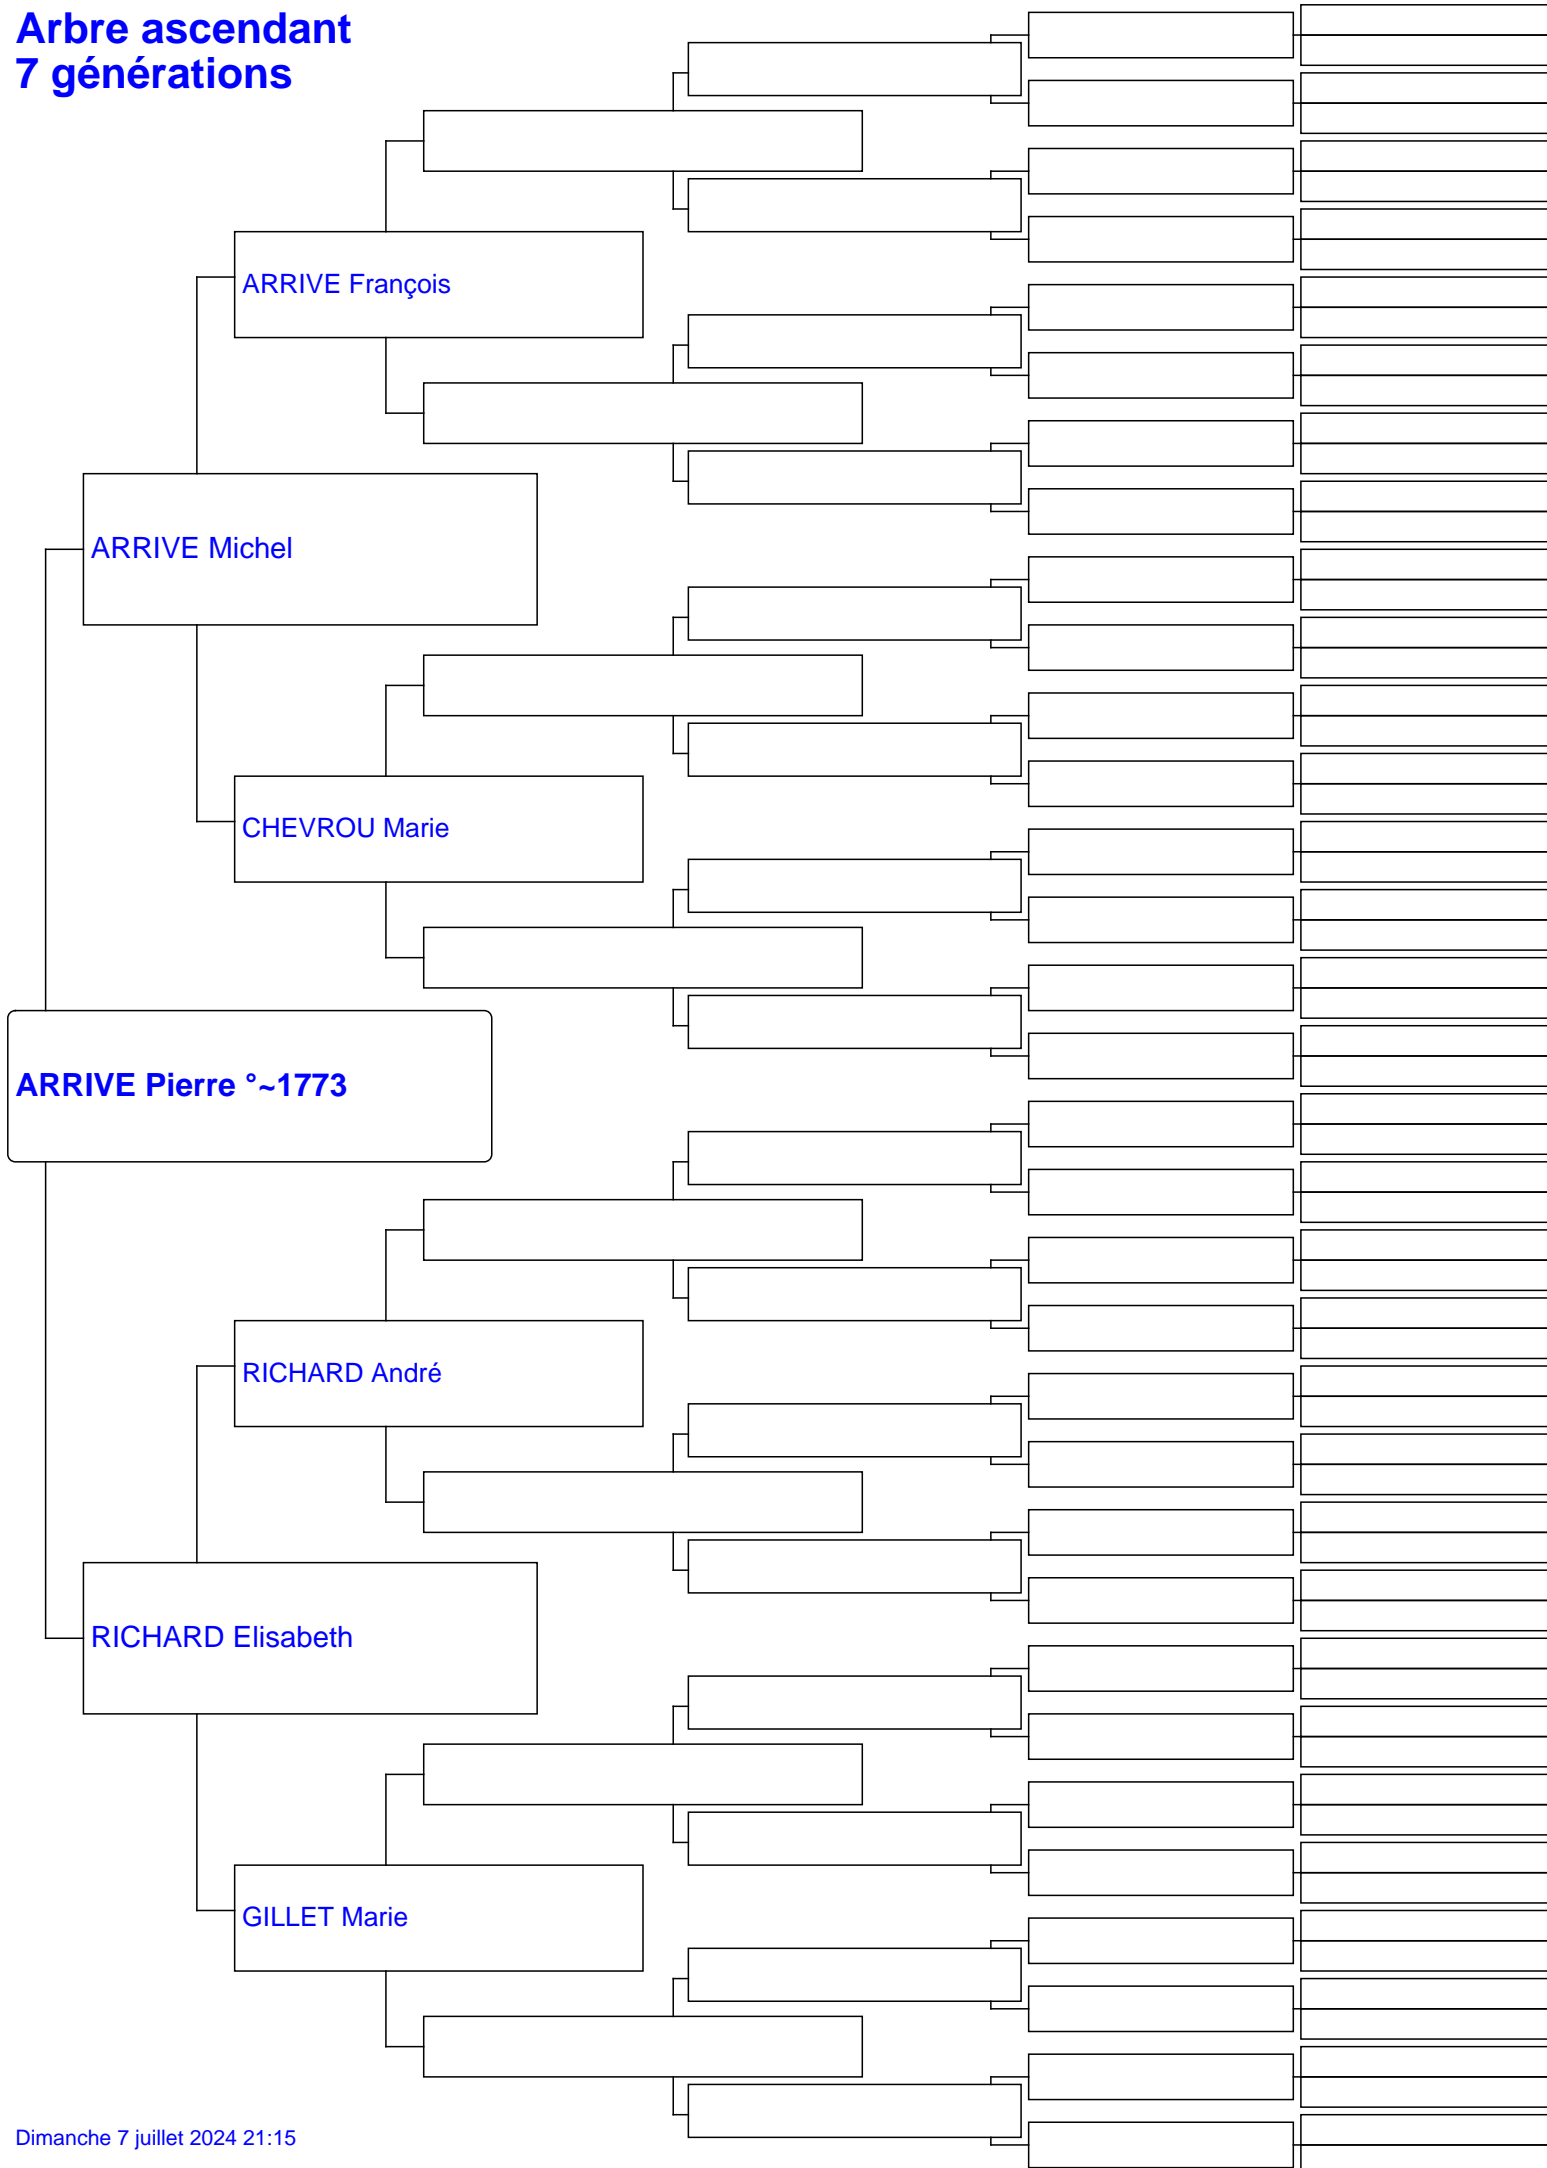 Arbre ascendant
7 générations
ARRIVE François
ARRIVE Michel
CHEVROU Marie
ARRIVE Pierre °~1773
RICHARD André
RICHARD Elisabeth
GILLET Marie
Dimanche 7 juillet 2024 21:15